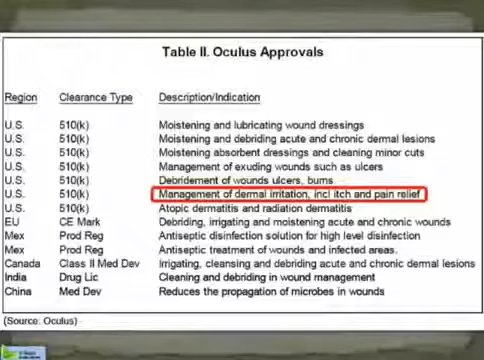 Table II. Oculus Approvals
Region Clearance Type Description/Indication
U.S. 510(k) Moistening and lubricating wound dressings
U.S. 510(k) Moistening and debriding acute and chronic dermal lesions
U.S. 510(k) Moistening absorbent dressings and cleaning minor cuts
U.S. 510(k) Management of exuding wounds such as ulcers
U.S. 510(k) Debridement of wounds ulcers, burns
U.S. 510(k) Management of dermal irritation, incl itch and pain relief
U.S. 510(k) Atopic dermatitis and radiation dermatitis
EU CE Mark Debriding, irrigating and moistening acute and chronic wounds
Mex Prod Reg Antiseptic disinfection solution for high level disinfection
Mex Prod Reg Antiseptic treatment of wounds and infected areas.
Canada Class II Med Dev Irrigating, cleansing and debriding acute and chronic dermal lesions
India Drug Lic Cleaning and debriding in wound management
China Med Dev Reduces the propagation of microbes in wounds
(Source: Oculus)